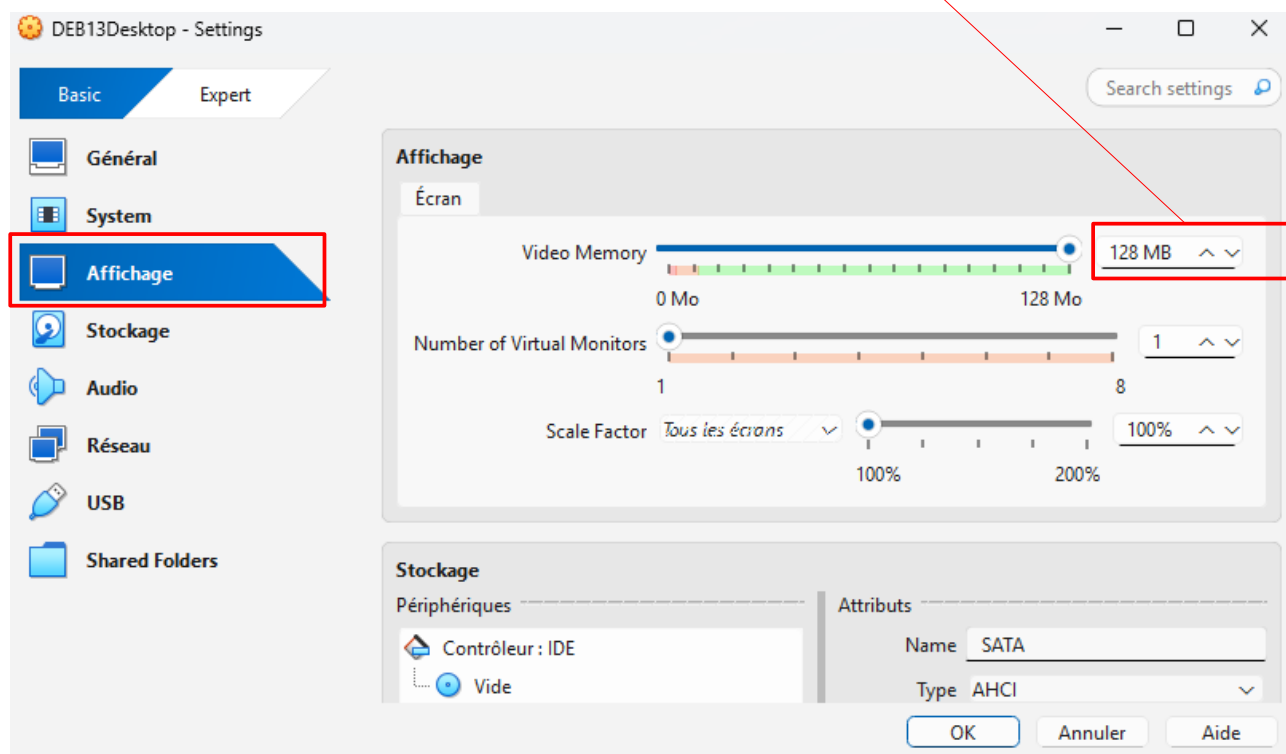 DEB13Desktop - Settings
Basic
Expert
Search settings
Général
System
Affichage
Stockage
Audio
Réseau
USB
Shared Folders
Affichage
Écran
Video Memory
128 MB
0 Mo
128 Mo
Number of Virtual Monitors
1
1
8
Scale Factor
Tous les écrans
100%
100%
200%
Stockage
Périphériques
Contrôleur : IDE
Vide
Attributs
Name SATA
Type AHCI
OK
Annuler
Aide